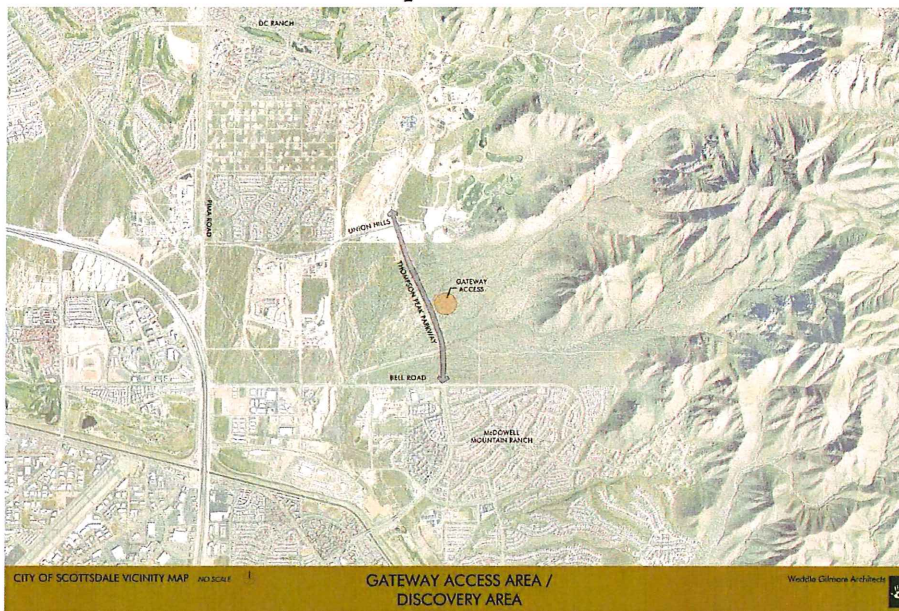 DC RANCH
PIMA ROAD
UNION HILLS
THOMPSON PEAK PARKWAY
GATEWAY
ACCESS
BELL ROAD
McDOWELL
MOUNTAIN RANCH
CITY OF SCOTTSDALE VICINITY MAP NO SCALE
GATEWAY ACCESS AREA /
DISCOVERY AREA
Weddle Gilmore Architects